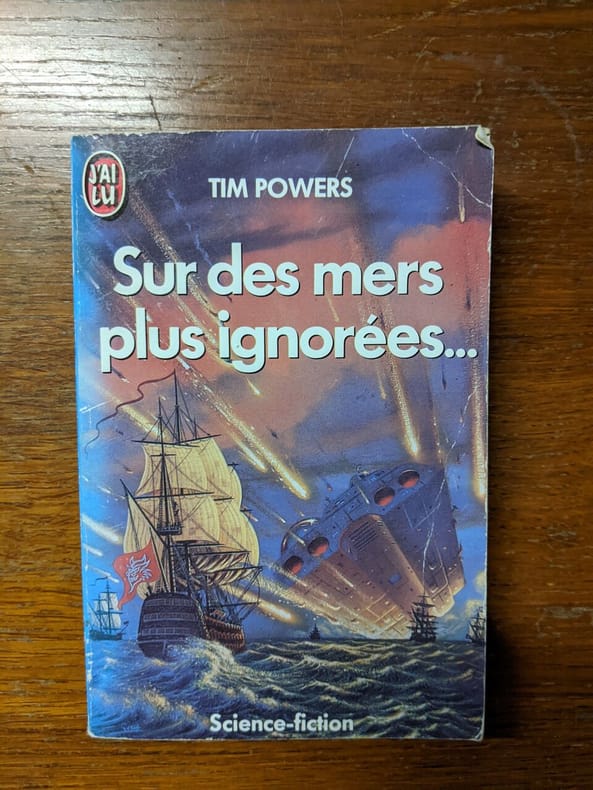 J'AI
LU
TIM POWERS
Sur des mers
plus ignorées...
Science-fiction